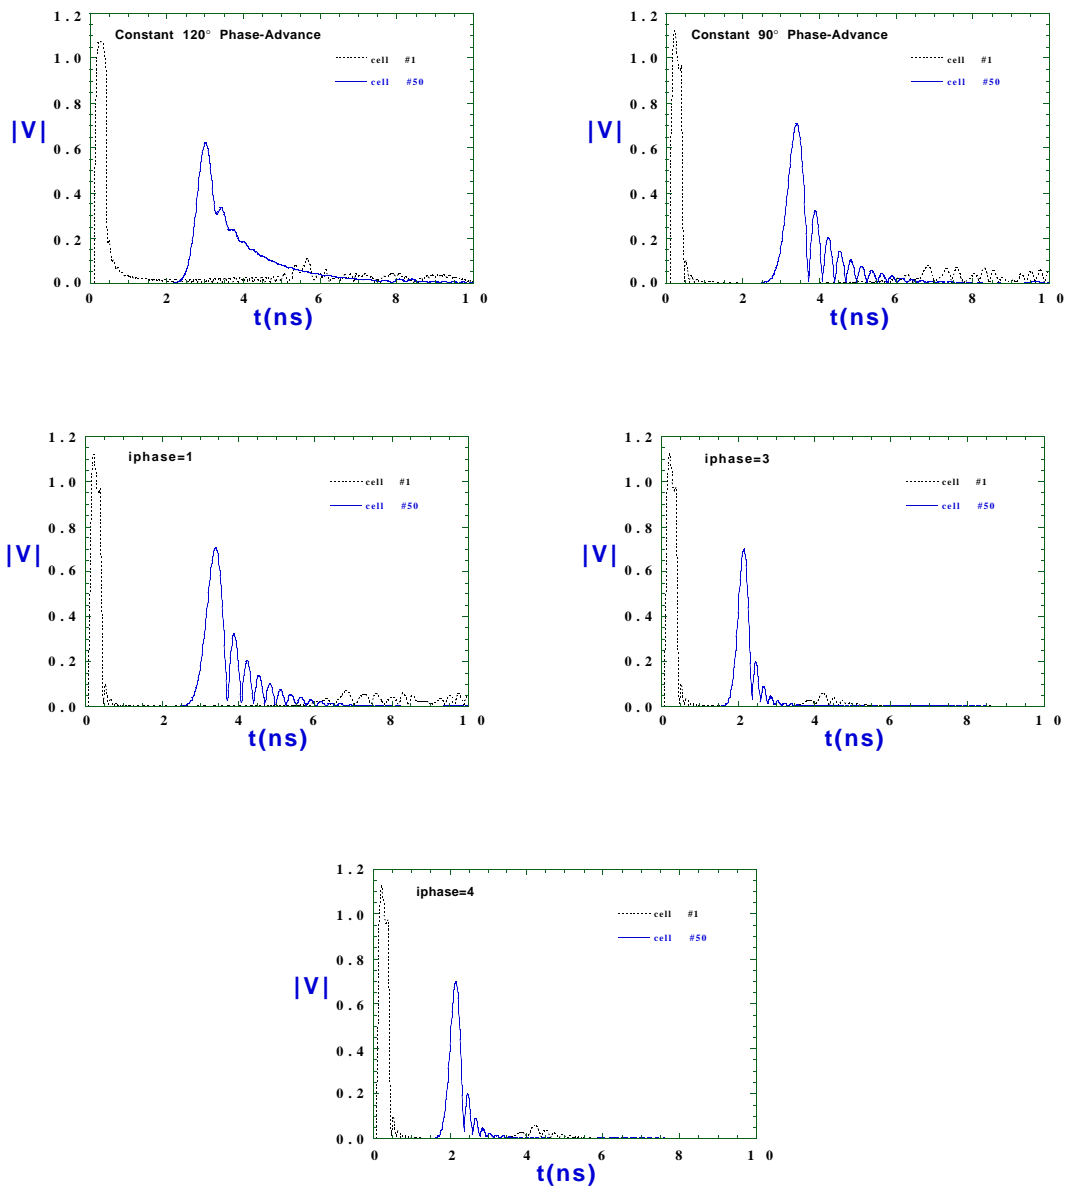 Constant 120° Phase-Advance
cell #1
cell #50
|V|
1.2
1.0
0.8
0.6
0.4
0.2
0.0
0 2 4 6 8 1 0
t(ns)
Constant 90° Phase-Advance
cell #1
cell #50
|V|
1.2
1.0
0.8
0.6
0.4
0.2
0.0
0 2 4 6 8 1 0
t(ns)
iphase=1
cell #1
cell #50
|V|
1.2
1.0
0.8
0.6
0.4
0.2
0.0
0 2 4 6 8 1 0
t(ns)
iphase=3
cell #1
cell #50
|V|
1.2
1.0
0.8
0.6
0.4
0.2
0.0
0 2 4 6 8 1 0
t(ns)
iphase=4
cell #1
cell #50
|V|
1.2
1.0
0.8
0.6
0.4
0.2
0.0
0 2 4 6 8 1 0
t(ns)